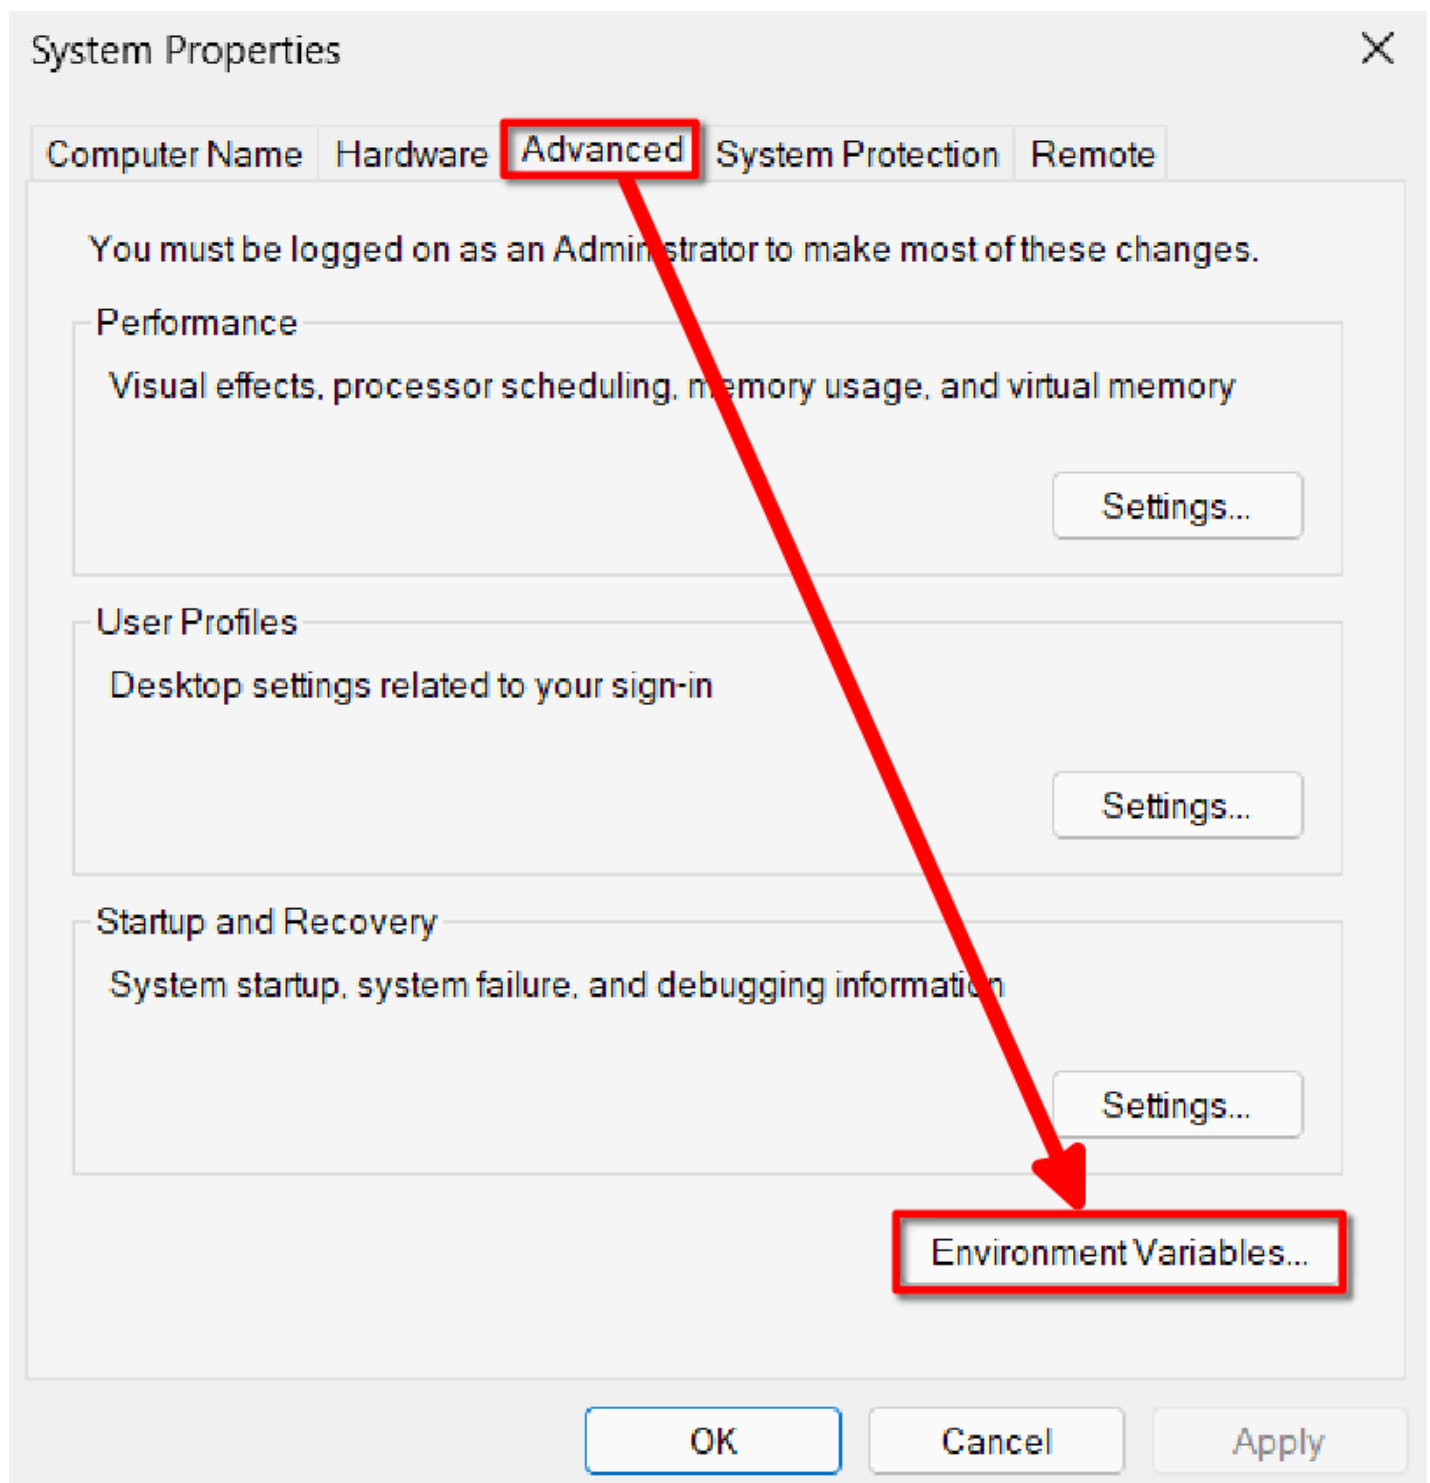 System Properties
Computer Name Hardware Advanced System Protection Remote
You must be logged on as an Administrator to make most of these changes.
Performance
Visual effects, processor scheduling, memory usage, and virtual memory
Settings...
User Profiles
Desktop settings related to your sign-in
Settings...
Startup and Recovery
System startup, system failure, and debugging information
Settings...
Environment Variables...
OK Cancel Apply